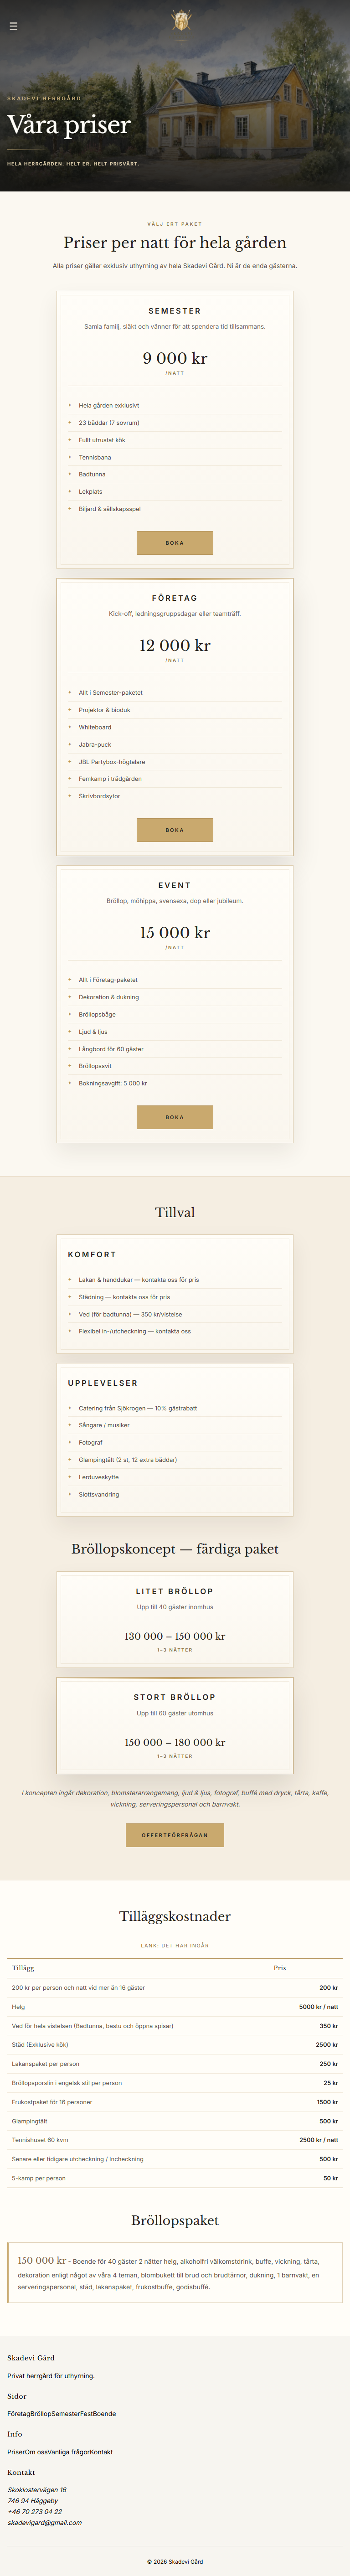 SKADEVI HERRGÅRD
Våra priser
HELA HERRGÅRDEN. HELT ER. HELT PRISVÄRT.
VÄLJ ERT PAKET
Priser per natt för hela gården
Alla priser gäller exklusiv uthyrning av hela Skadevi Gård. Ni är de enda gästerna.
SEMESTER
Samla familj, släkt och vänner för att spendera tid tillsammans.
9 000 kr
/NATT
Hela gården exklusivt
23 bäddar (7 sovrum)
Fullt utrustat kök
Tennisbana
Badtunna
Lekplats
Biljard & sällskapsspel
BOKA
FÖRETAG
Kick-off, ledningsgruppsdagar eller teamträff.
12 000 kr
/NATT
Allt i Semester-paketet
Projektor & bioduk
Whiteboard
Jabra-puck
JBL Partybox-högtalare
Femkamp i trädgården
Skrivbordsytor
BOKA
EVENT
Bröllop, möhippa, svensexa, dop eller jubileum.
15 000 kr
/NATT
Allt i Företag-paketet
Dekoration & dukning
Bröllopsbåge
Ljud & ljus
Långbord för 60 gäster
Bröllopssvit
Bokningsavgift: 5 000 kr
BOKA
Tillval
KOMFORT
Lakan & handdukar — kontakta oss för pris
Städning — kontakta oss för pris
Ved (för badtunna) — 350 kr/vistelse
Flexibel in-/utcheckning — kontakta oss
UPPLEVELSER
Catering från Sjökrogen — 10% gästrabatt
Sångare / musiker
Fotograf
Glampingtält (2 st, 12 extra bäddar)
Lerduveskytte
Slottsvandring
Bröllopskoncept — färdiga paket
LITET BRÖLLOP
Upp till 40 gäster inomhus
130 000 – 150 000 kr
1–3 NÄTTER
STORT BRÖLLOP
Upp till 60 gäster utomhus
150 000 – 180 000 kr
1–3 NÄTTER
I koncepten ingår dekoration, blomsterarrangemang, ljud & ljus, fotograf, buffé med dryck, tårta, kaffe,
vickning, serveringspersonal och barnvakt.
OFFERTFÖRFRÅGAN
Tilläggskostnader
LÄNK: DET HÄR INGÅR
Tillägg Pris
200 kr per person och natt vid mer än 16 gäster 200 kr
Helg 5000 kr / natt
Ved för hela vistelsen (Badtunna, bastu och öppna spisar) 350 kr
Städ (Exklusive kök) 2500 kr
Lakanspaket per person 250 kr
Bröllopsporslin i engelsk stil per person 25 kr
Frukostpaket för 16 personer 1500 kr
Glampingtält 500 kr
Tennishuset 60 kvm 2500 kr / natt
Senare eller tidigare utcheckning / Incheckning 500 kr
5-kamp per person 50 kr
Bröllopspaket
150 000 kr - Boende för 40 gäster 2 nätter helg, alkoholfri välkomstdrink, buffe, vickning, tårta,
dekoration enligt något av våra 4 teman, blombukett till brud och brudtärnor, dukning, 1 barnvakt, en
serveringspersonal, städ, lakanspaket, frukostbuffe, godisbuffé.
Skadevi Gård
Privat herrgård för uthyrning.
Sidor
FöretagBröllopSemesterFestBoende
Info
PriserOm ossVanliga frågorKontakt
Kontakt
Skoklostervägen 16
746 94 Häggeby
+46 70 273 04 22
skadevigard@gmail.com
© 2026 Skadevi Gård